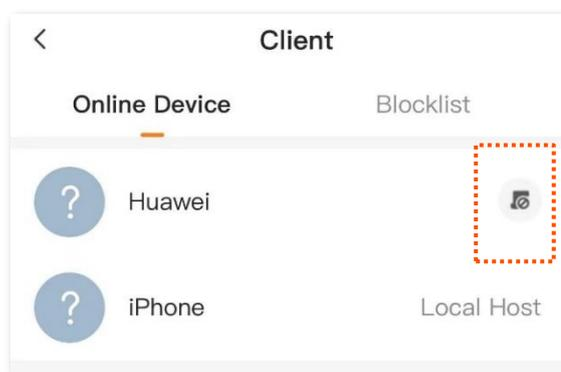 Client
Online Device Blocklist
? Huawei
? iPhone Local Host